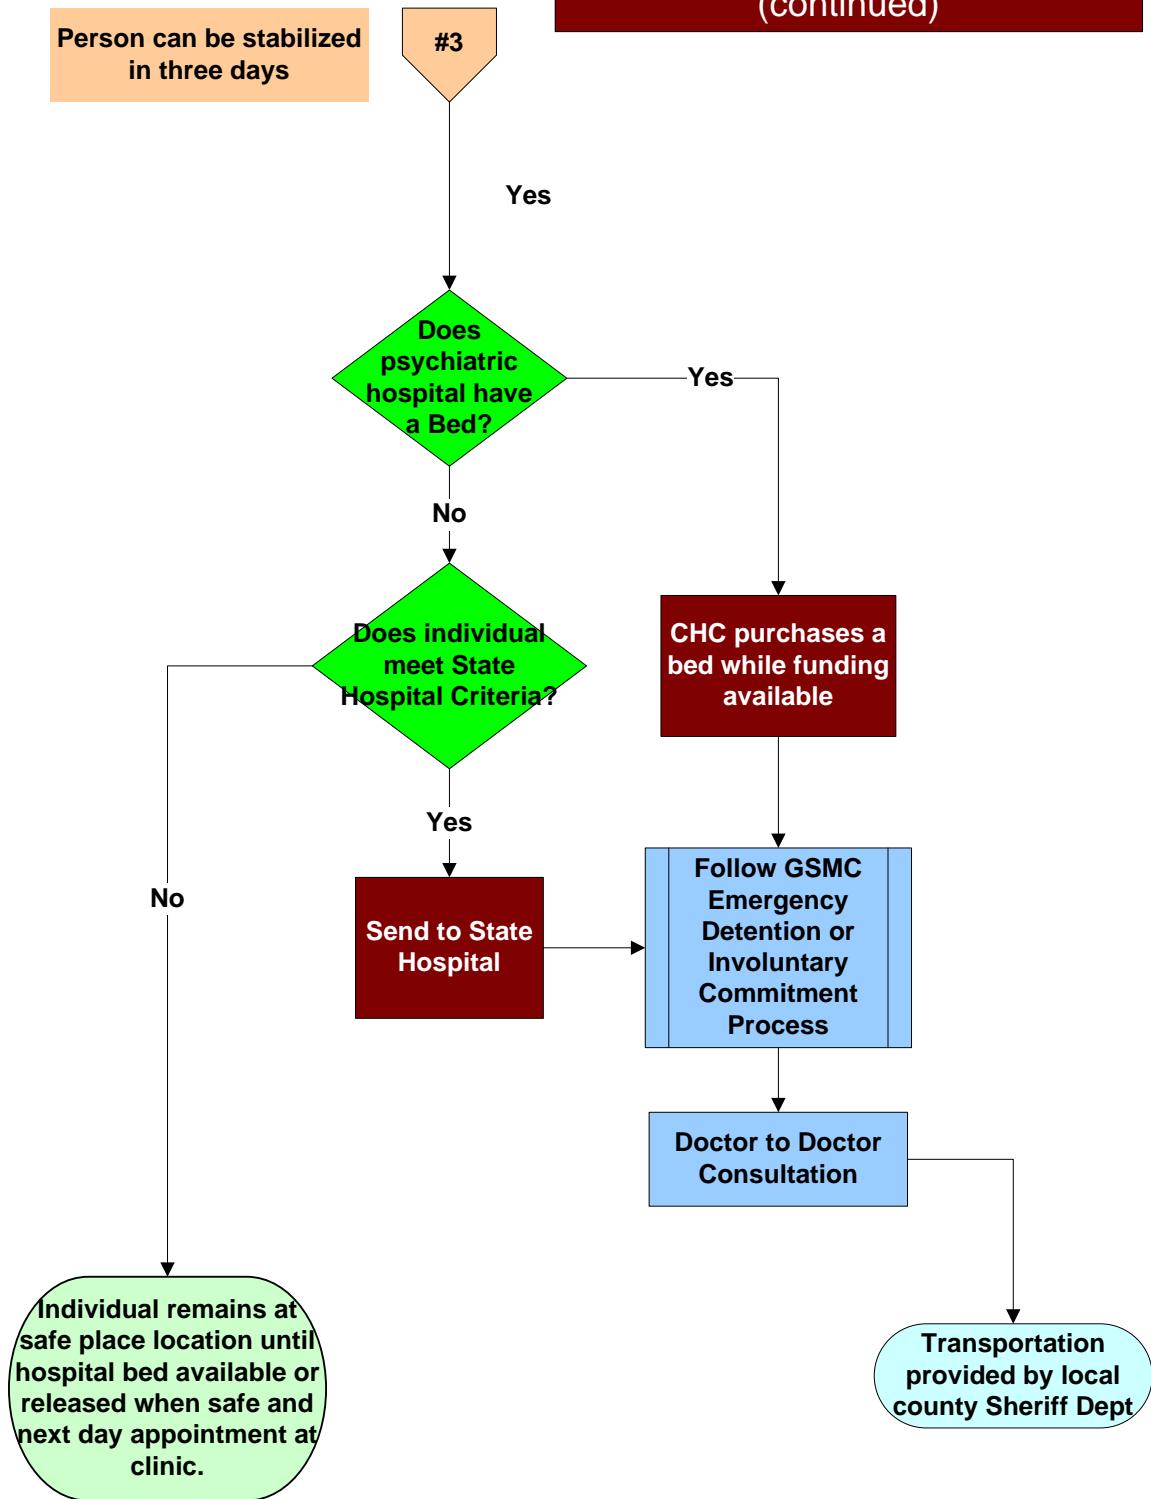 (continued)
Person can be stabilized
in three days
#3
Yes
Does
psychiatric
hospital have
a Bed?
Yes
No
Does individual
meet State
Hospital Criteria?
CHC purchases a
bed while funding
available
Yes
No
Send to State
Hospital
Follow GSMC
Emergency
Detention or
Involuntary
Commitment
Process
Doctor to Doctor
Consultation
Individual remains at
safe place location until
hospital bed available or
released when safe and
next day appointment at
clinic.
Transportation
provided by local
county Sheriff Dept